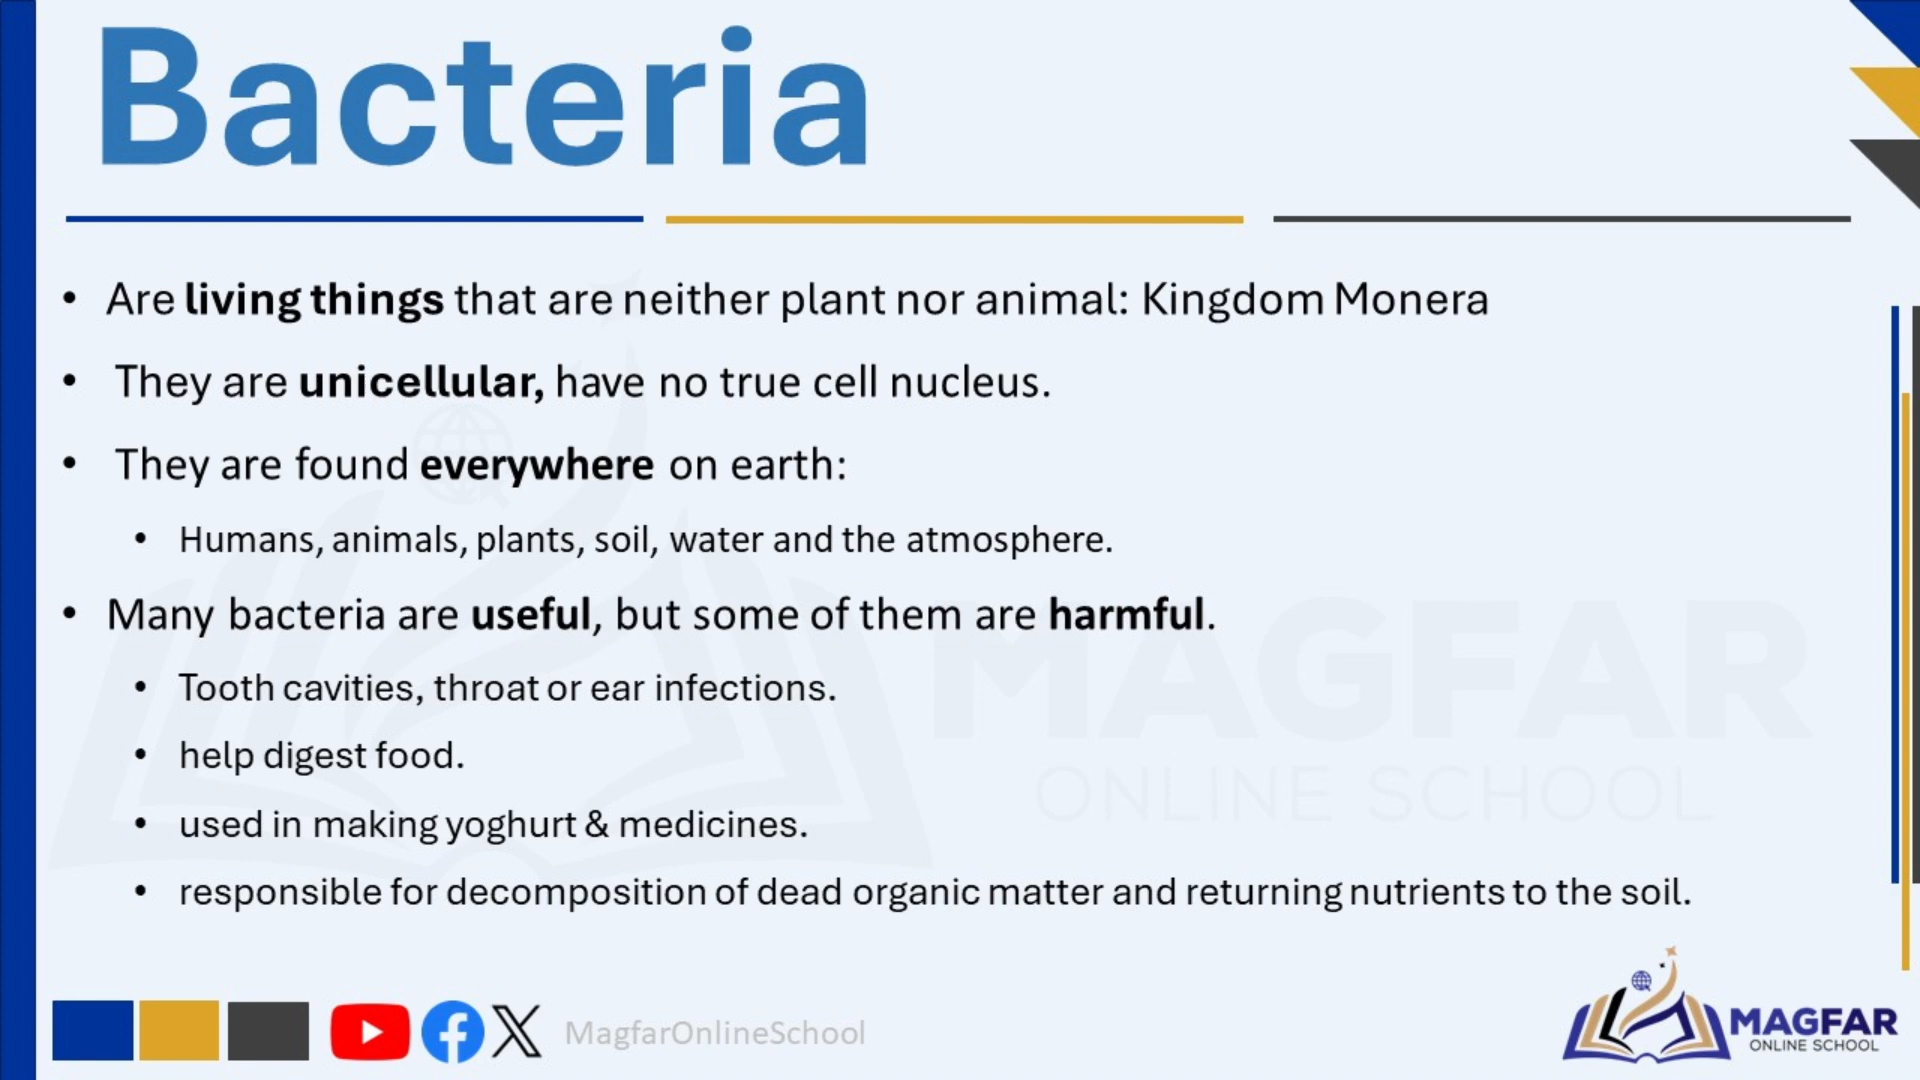 Bacteria
• Are living things that are neither plant nor animal: Kingdom Monera
• They are unicellular, have no true cell nucleus.
• They are found everywhere on earth:
• Humans, animals, plants, soil, water and the atmosphere.
• Many bacteria are useful, but some of them are harmful.
• Tooth cavities, throat or ear infections.
• help digest food.
• used in making yoghurt & medicines.
• responsible for decomposition of dead organic matter and returning nutrients to the soil.
MAGFAR
ONLINE SCHOOL
MagfarOnlineSchool
MAGFAR
ONLINE SCHOOL